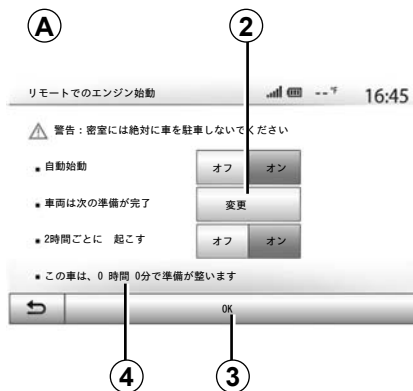 A 2
リモートでのエンジン始動 --°F 16:45
警告：密室には絶対に車を駐車しないでください
自動始動 オフ オン
車両は次の準備が完了 変更
2時間ごとに 起こす オフ オン
この車は、0 時間 0分で準備が整います
OK
4 3